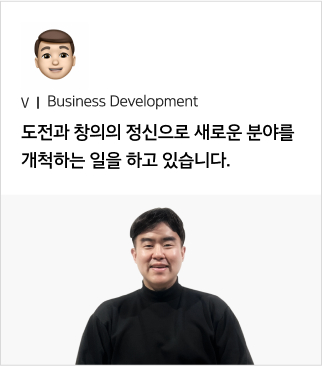 V | Business Development
도전과 창의의 정신으로 새로운 분야를
개척하는 일을 하고 있습니다.